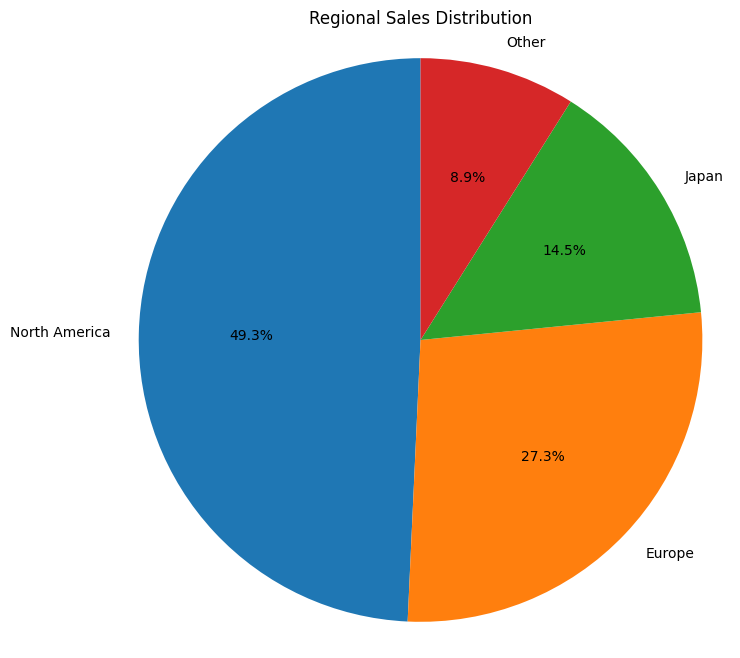 Regional Sales Distribution
Other
Japan
8.9%
14.5%
North America
49.3%
27.3%
Europe